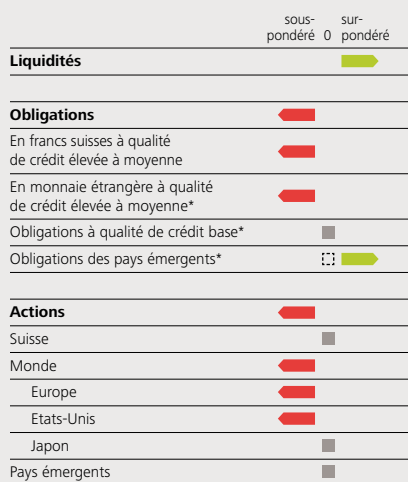 sous- sur-
pondéré 0 pondéré
Liquidités
Obligations
En francs suisses à qualité
de crédit élevée à moyenne
En monnaie étrangère à qualité
de crédit élevée à moyenne*
Obligations à qualité de crédit base*
Obligations des pays émergents*
Actions
Suisse
Monde
Europe
Etats-Unis
Japon
Pays émergents